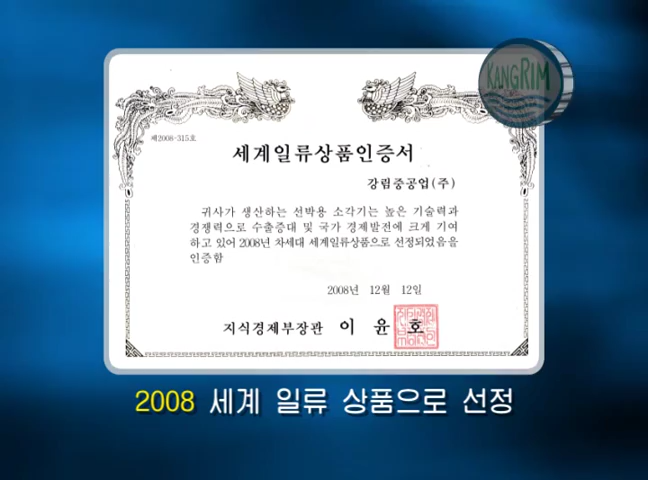 KANGRIM
제2008-315호
세계일류상품인증서
강림중공업(주)
귀사가 생산하는 선박용 소각기는 높은 기술력과
경쟁력으로 수출증대 및 국가 경제발전에 크게 기여
하고 있어 2008년 차세대 세계일류상품으로 선정되었음을
인증함
2008년 12월 12일
지식경제부장관 이 윤 호
2008 세계 일류 상품으로 선정